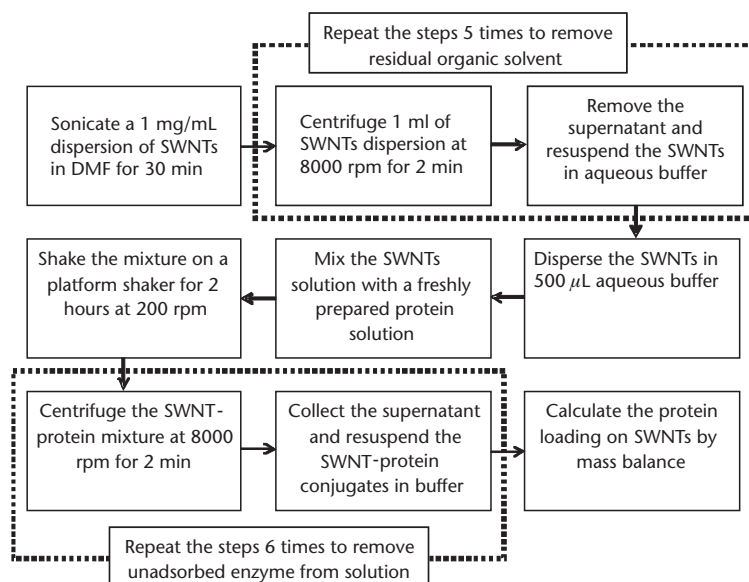 Repeat the steps 5 times to remove
residual organic solvent
Sonicate a 1 mg/mL
dispersion of SWNTs
in DMF for 30 min
Centrifuge 1 ml of
SWNTs dispersion at
8000 rpm for 2 min
Remove the
supernatant and
resuspend the SWNTs
in aqueous buffer
Disperse the SWNTs in
500 μL aqueous buffer
Mix the SWNTs
solution with a freshly
prepared protein
solution
Shake the mixture on a
platform shaker for 2
hours at 200 rpm
Centrifuge the SWNT-
protein mixture at 8000
rpm for 2 min
Collect the supernatant
and resuspend the
SWNT-protein
conjugates in buffer
Calculate the protein
loading on SWNTs by
mass balance
Repeat the steps 6 times to remove
unadsorbed enzyme from solution